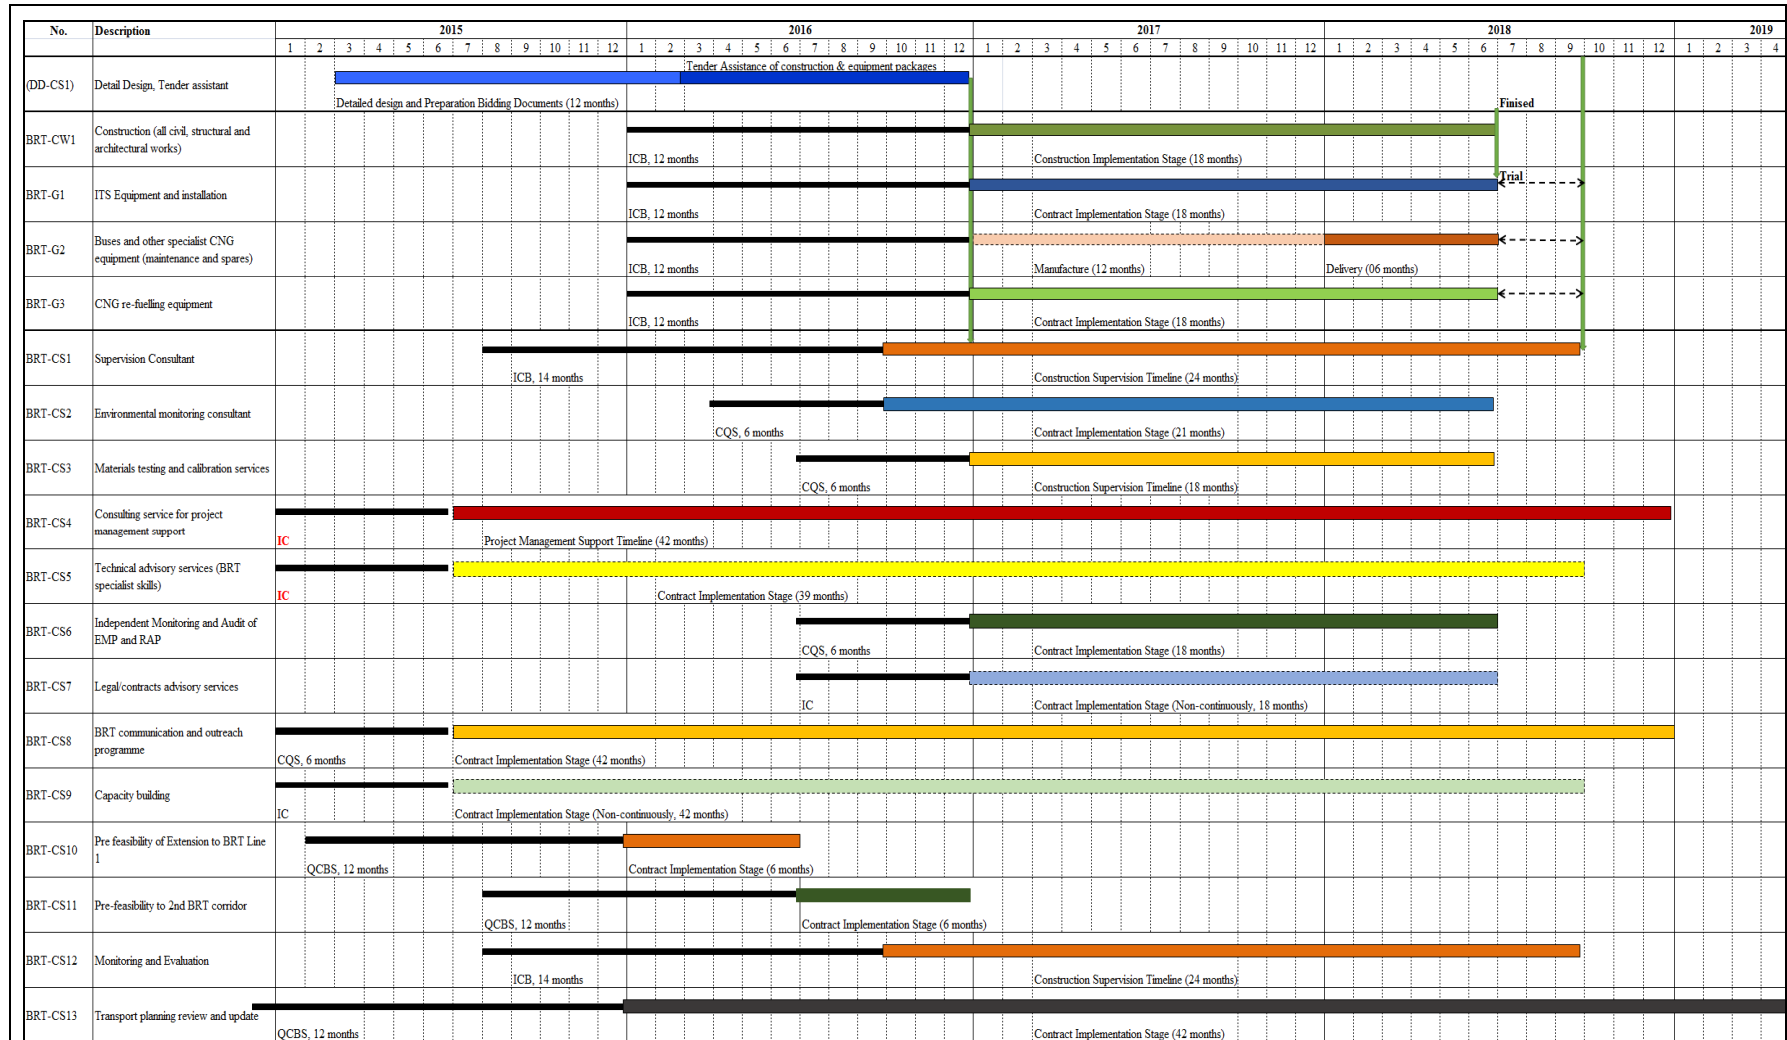 No. Description 2015 2016 2017 2018 2019
1 2 3 4 5 6 7 8 9 10 11 12 1 2 3 4 5 6 7 8 9 10 11 12 1 2 3 4 5 6 7 8 9 10 11 12 1 2 3 4 5 6 7 8 9 10 11 12 1 2 3 4
Tender Assistance of construction & equipment packages
(DD-CS1) Detail Design, Tender assistant
Detailed design and Preparation Bidding Documents (12 months)
Finised
BRT-CW1 Construction (all civil, structural and
architectural works)
ICB, 12 months
Construction Implementation Stage (18 months)
Trial
BRT-G1 ITS Equipment and installation
ICB, 12 months
Contract Implementation Stage (18 months)
BRT-G2 Buses and other specialist CNG
equipment (maintenance and spares)
ICB, 12 months
Manufacture (12 months)
Delivery (06 months)
BRT-G3 CNG re-fuelling equipment
ICB, 12 months
Contract Implementation Stage (18 months)
BRT-CS1 Supervision Consultant
ICB, 14 months
Construction Supervision Timeline (24 months)
BRT-CS2 Environmental monitoring consultant
CQS, 6 months
Contract Implementation Stage (21 months)
BRT-CS3 Materials testing and calibration services
CQS, 6 months
Construction Supervision Timeline (18 months)
BRT-CS4 Consulting service for project
management support
IC
Project Management Support Timeline (42 months)
BRT-CS5 Technical advisory services (BRT
specialist skills)
IC
Contract Implementation Stage (39 months)
BRT-CS6 Independent Monitoring and Audit of
EMP and RAP
CQS, 6 months
Contract Implementation Stage (18 months)
BRT-CS7 Legal/contracts advisory services
IC
Contract Implementation Stage (Non-continuously, 18 months)
BRT-CS8 BRT communication and outreach
programme
CQS, 6 months
Contract Implementation Stage (42 months)
BRT-CS9 Capacity building
IC
Contract Implementation Stage (Non-continuously, 42 months)
BRT-CS10 Pre feasibility of Extension to BRT Line
1
QCBS, 12 months
Contract Implementation Stage (6 months)
BRT-CS11 Pre-feasibility to 2nd BRT corridor
QCBS, 12 months
Contract Implementation Stage (6 months)
BRT-CS12 Monitoring and Evaluation
ICB, 14 months
Construction Supervision Timeline (24 months)
BRT-CS13 Transport planning review and update
QCBS, 12 months
Contract Implementation Stage (42 months)